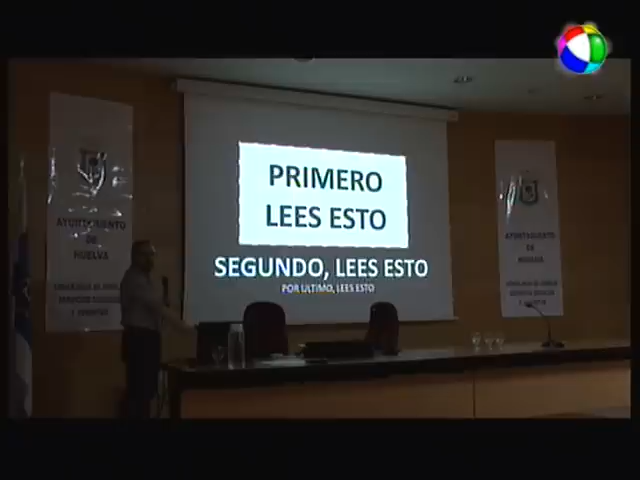 PRIMERO
LEES ESTO
SEGUNDO, LEES ESTO
POR ULTIMO, LEES ESTO
AYUNTAMIENTO
DE
HUELVA
AYUNTAMIENTO
DE
HUELVA